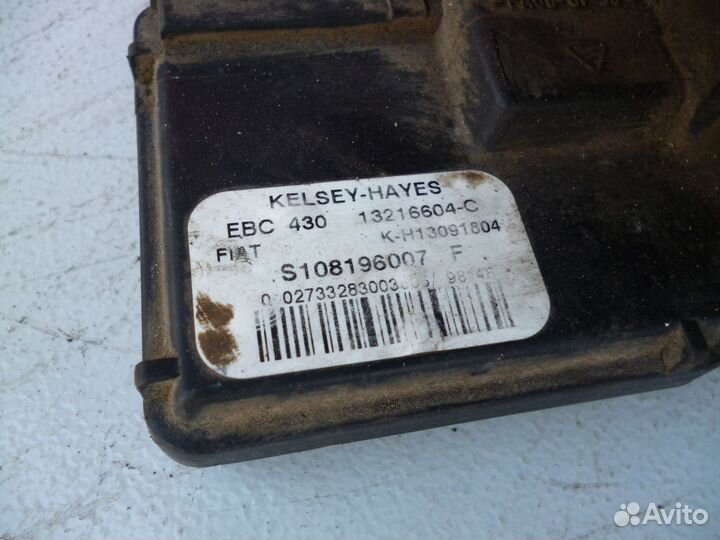 KELSEY-HAYES
EBC 430 13216604-C
FIAT K-H13091804
S108196007 F
Avito